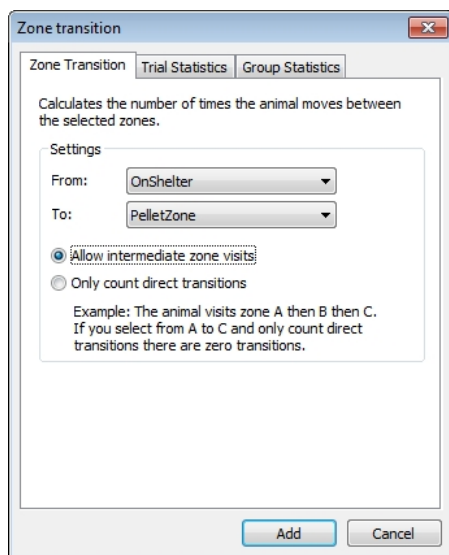 Zone transition
Zone Transition Trial Statistics Group Statistics
Calculates the number of times the animal moves between
the selected zones.
Settings
From: OnShelter
To: PelletZone
Allow intermediate zone visits
Only count direct transitions
Example: The animal visits zone A then B then C.
If you select from A to C and only count direct
transitions there are zero transitions.
Add Cancel